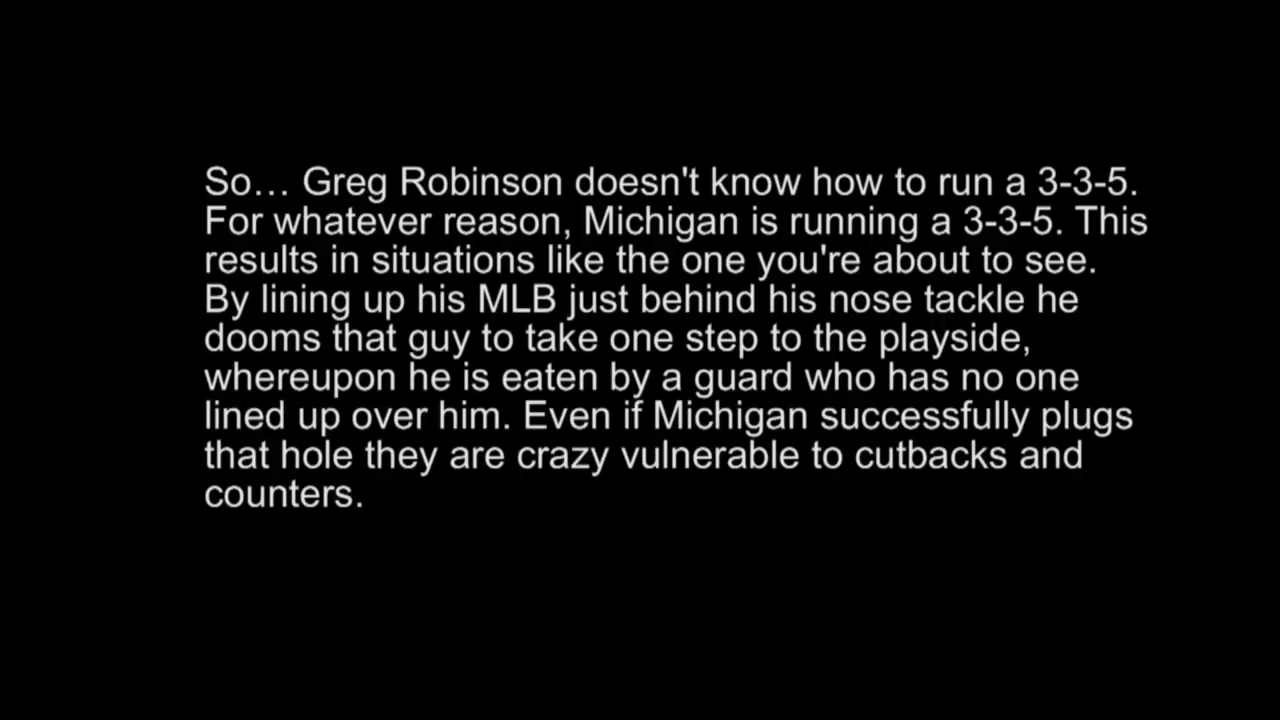 So… Greg Robinson doesn't know how to run a 3-3-5.
For whatever reason, Michigan is running a 3-3-5. This
results in situations like the one you're about to see.
By lining up his MLB just behind his nose tackle he
dooms that guy to take one step to the playside,
whereupon he is eaten by a guard who has no one
lined up over him. Even if Michigan successfully plugs
that hole they are crazy vulnerable to cutbacks and
counters.